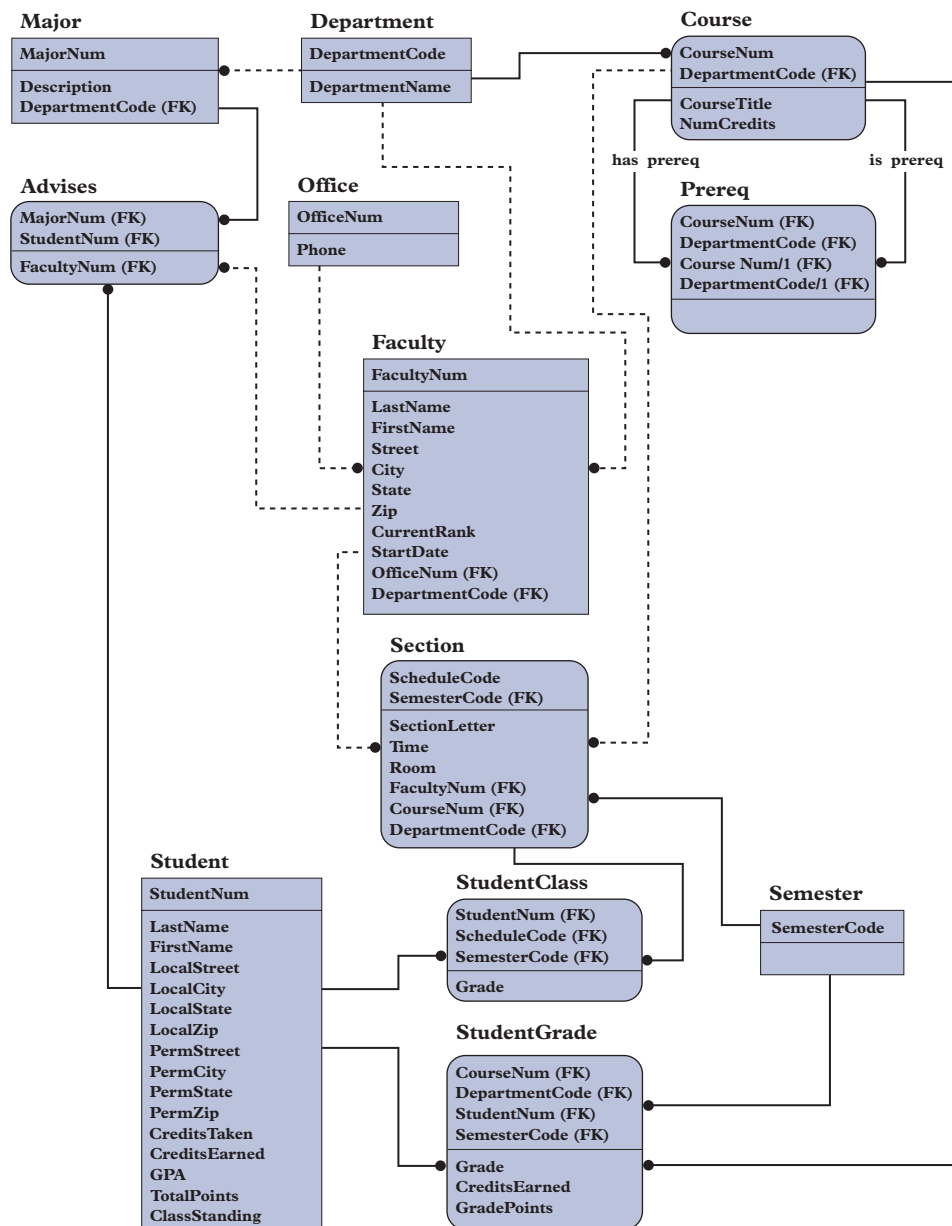 Major
MajorNum
Description
DepartmentCode (FK)
Department
DepartmentCode
DepartmentName
Course
CourseNum
DepartmentCode (FK)
CourseTitle
NumCredits
has prereq
is prereq
Advises
MajorNum (FK)
StudentNum (FK)
FacultyNum (FK)
Office
OfficeNum
Phone
Prereq
CourseNum (FK)
DepartmentCode (FK)
Course Num/1 (FK)
DepartmentCode/1 (FK)
Faculty
FacultyNum
LastName
FirstName
Street
City
State
Zip
CurrentRank
StartDate
OfficeNum (FK)
DepartmentCode (FK)
Section
ScheduleCode
SemesterCode (FK)
SectionLetter
Time
Room
FacultyNum (FK)
CourseNum (FK)
DepartmentCode (FK)
Student
StudentNum
LastName
FirstName
LocalStreet
LocalCity
LocalState
LocalZip
PermStreet
PermCity
PermState
PermZip
CreditsTaken
CreditsEarned
GPA
TotalPoints
ClassStanding
StudentClass
StudentNum (FK)
ScheduleCode (FK)
SemesterCode (FK)
Grade
Semester
SemesterCode
StudentGrade
CourseNum (FK)
DepartmentCode (FK)
StudentNum (FK)
SemesterCode (FK)
Grade
CreditsEarned
GradePoints